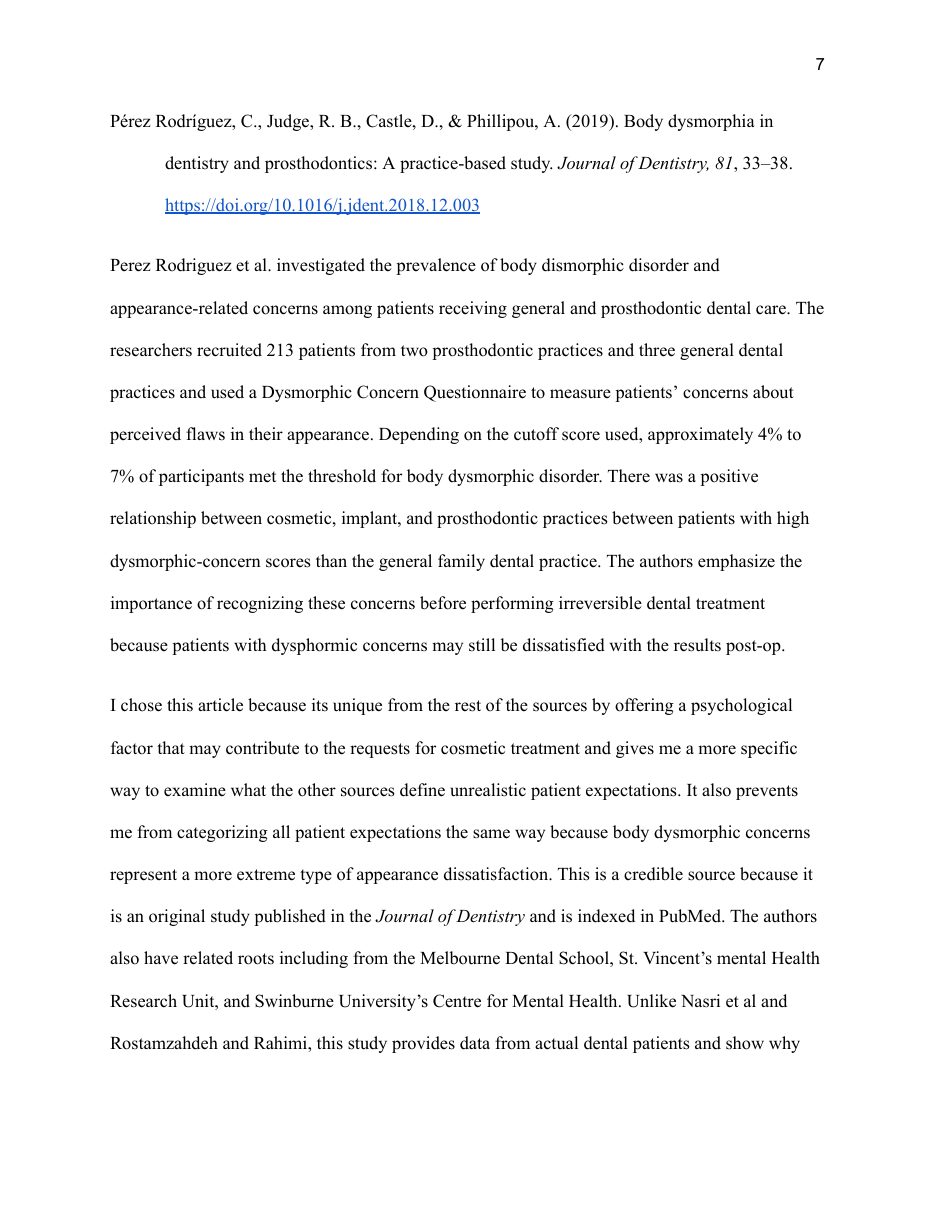 7
Pérez Rodríguez, C., Judge, R. B., Castle, D., & Phillipou, A. (2019). Body dysmorphia in
dentistry and prosthodontics: A practice-based study. Journal of Dentistry, 81, 33–38.
https://doi.org/10.1016/j.jdent.2018.12.003
Perez Rodriguez et al. investigated the prevalence of body dismorphic disorder and
appearance-related concerns among patients receiving general and prosthodontic dental care. The
researchers recruited 213 patients from two prosthodontic practices and three general dental
practices and used a Dysmorphic Concern Questionnaire to measure patients’ concerns about
perceived flaws in their appearance. Depending on the cutoff score used, approximately 4% to
7% of participants met the threshold for body dysmorphic disorder. There was a positive
relationship between cosmetic, implant, and prosthodontic practices between patients with high
dysmorphic-concern scores than the general family dental practice. The authors emphasize the
importance of recognizing these concerns before performing irreversible dental treatment
because patients with dysphormic concerns may still be dissatisfied with the results post-op.
I chose this article because its unique from the rest of the sources by offering a psychological
factor that may contribute to the requests for cosmetic treatment and gives me a more specific
way to examine what the other sources define unrealistic patient expectations. It also prevents
me from categorizing all patient expectations the same way because body dysmorphic concerns
represent a more extreme type of appearance dissatisfaction. This is a credible source because it
is an original study published in the Journal of Dentistry and is indexed in PubMed. The authors
also have related roots including from the Melbourne Dental School, St. Vincent’s mental Health
Research Unit, and Swinburne University’s Centre for Mental Health. Unlike Nasri et al and
Rostamzahdeh and Rahimi, this study provides data from actual dental patients and show why